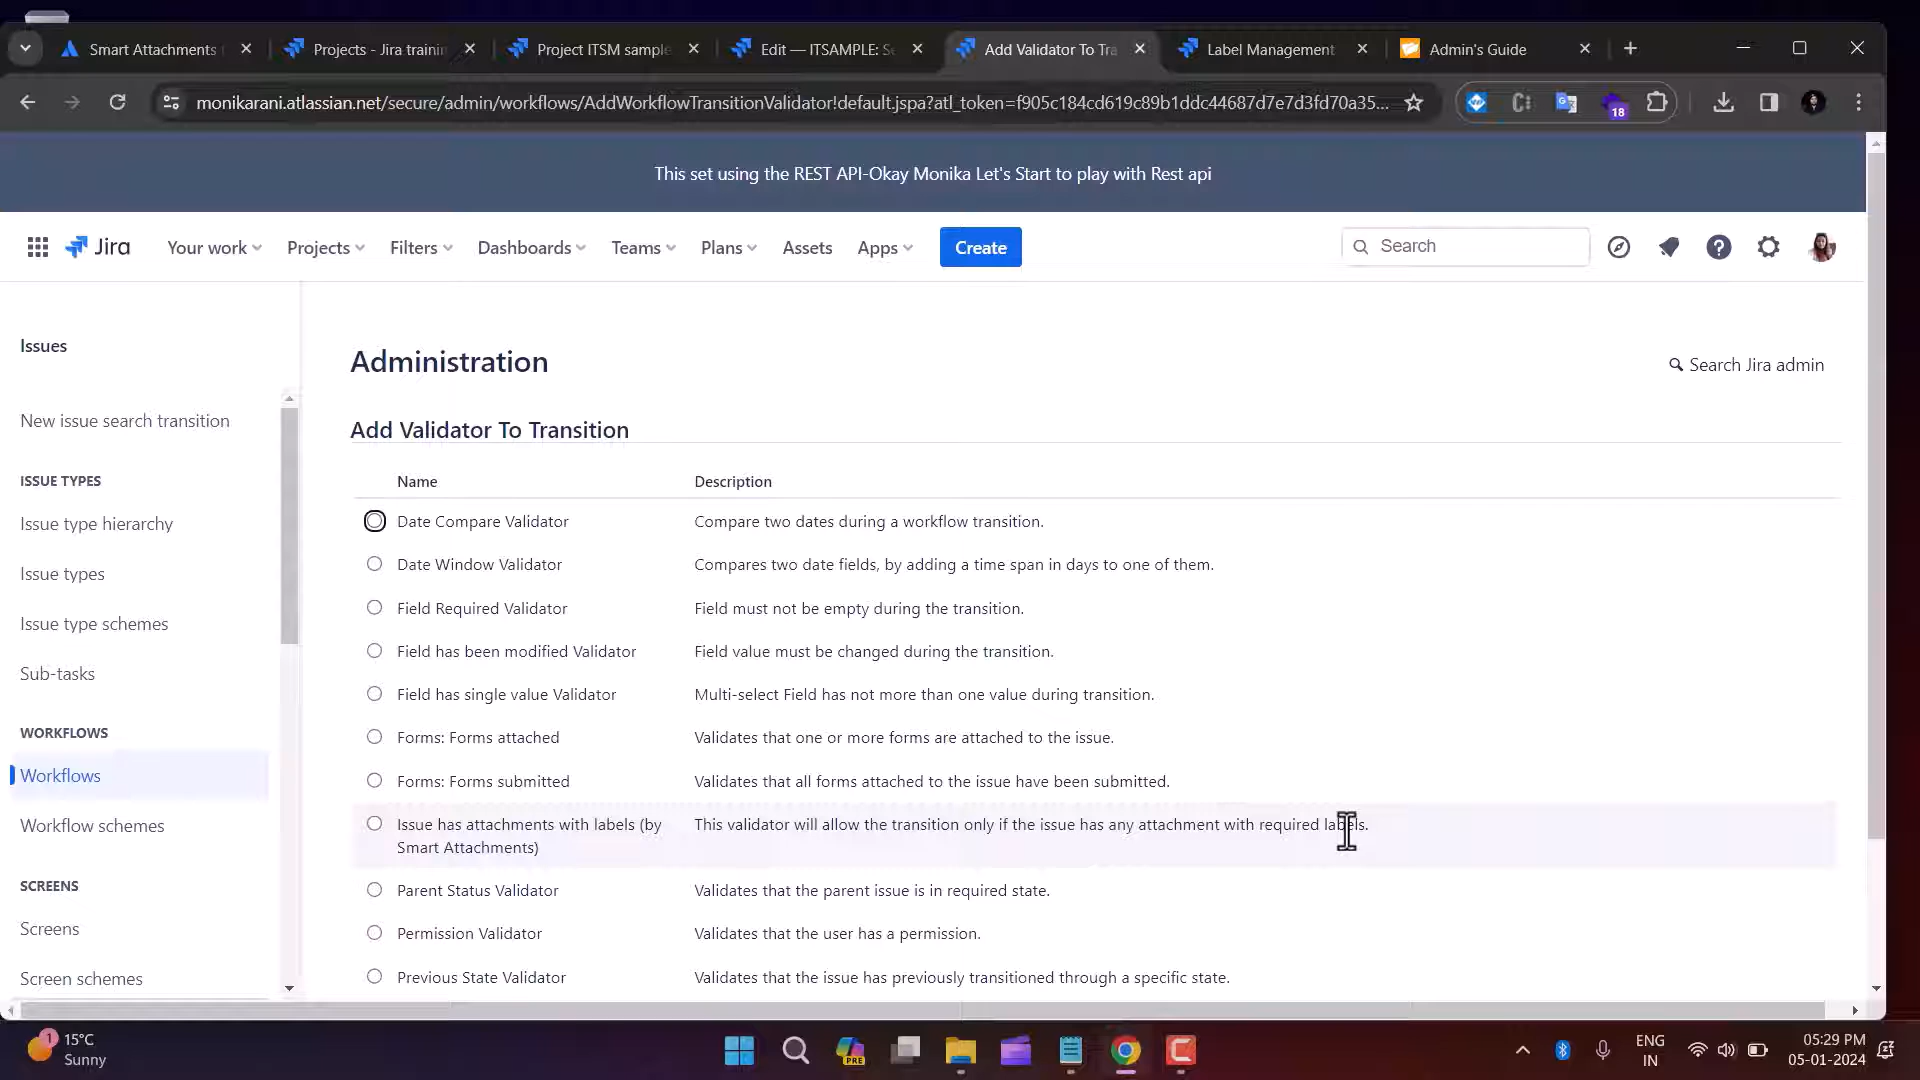 Smart Attachments
Projects - Jira trainin
Project ITSM sample
Edit — ITSAMPLE: S
Add Validator To Tra
Label Management
Admin's Guide
monikarani.atlassian.net/secure/admin/workflows/AddWorkflowTransitionValidator!default.jspa?atl_token=f905c184cd619c89b1ddc44687d7e7d3fd70a35...
18
This set using the REST API-Okay Monika Let's Start to play with Rest api
Jira
Your work
Projects
Filters
Dashboards
Teams
Plans
Assets
Apps
Create
Search
Issues
New issue search transition
ISSUE TYPES
Issue type hierarchy
Issue types
Issue type schemes
Sub-tasks
WORKFLOWS
Workflows
Workflow schemes
SCREENS
Screens
Screen schemes
Administration
Search Jira admin
Add Validator To Transition
Name Description
Date Compare Validator Compare two dates during a workflow transition.
Date Window Validator Compares two date fields, by adding a time span in days to one of them.
Field Required Validator Field must not be empty during the transition.
Field has been modified Validator Field value must be changed during the transition.
Field has single value Validator Multi-select Field has not more than one value during transition.
Forms: Forms attached Validates that one or more forms are attached to the issue.
Forms: Forms submitted Validates that all forms attached to the issue have been submitted.
Issue has attachments with labels (by This validator will allow the transition only if the issue has any attachment with required labels.
Smart Attachments)
Parent Status Validator Validates that the parent issue is in required state.
Permission Validator Validates that the user has a permission.
Previous State Validator Validates that the issue has previously transitioned through a specific state.
1
15°C
Sunny
PRE
ENG
IN
05:29 PM
05-01-2024